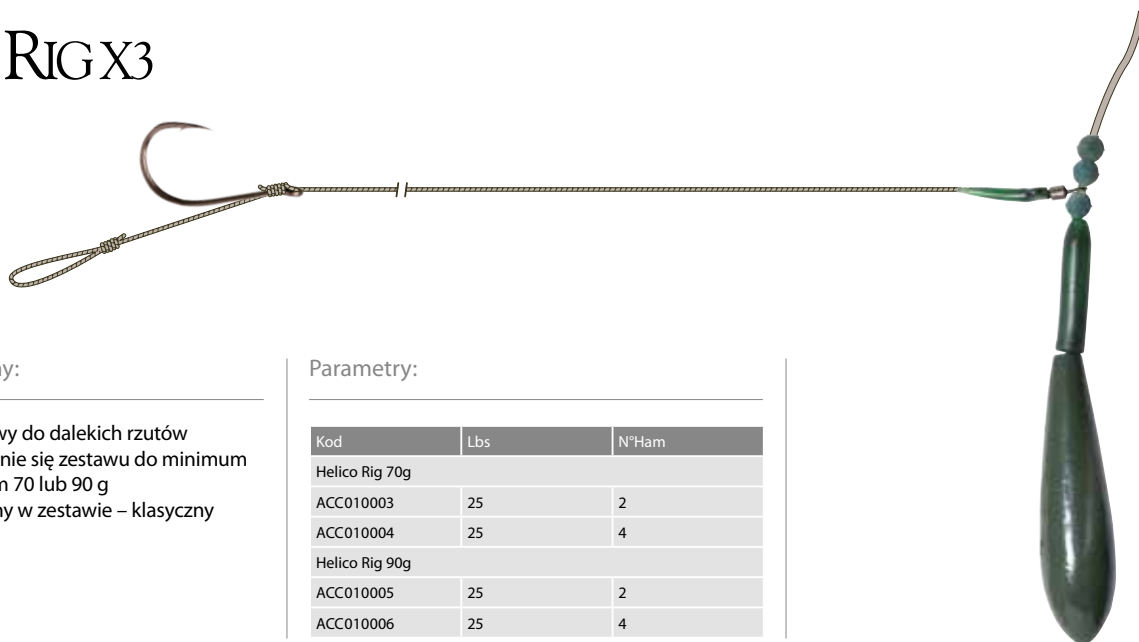 RIG X3
ny:
wy do dalekich rzutów
nie się zestawu do minimum
m 70 lub 90 g
ny w zestawie – klasyczny
Parametry:
Kod Lbs N°Ham
Helico Rig 70g
ACC010003 25 2
ACC010004 25 4
Helico Rig 90g
ACC010005 25 2
ACC010006 25 4